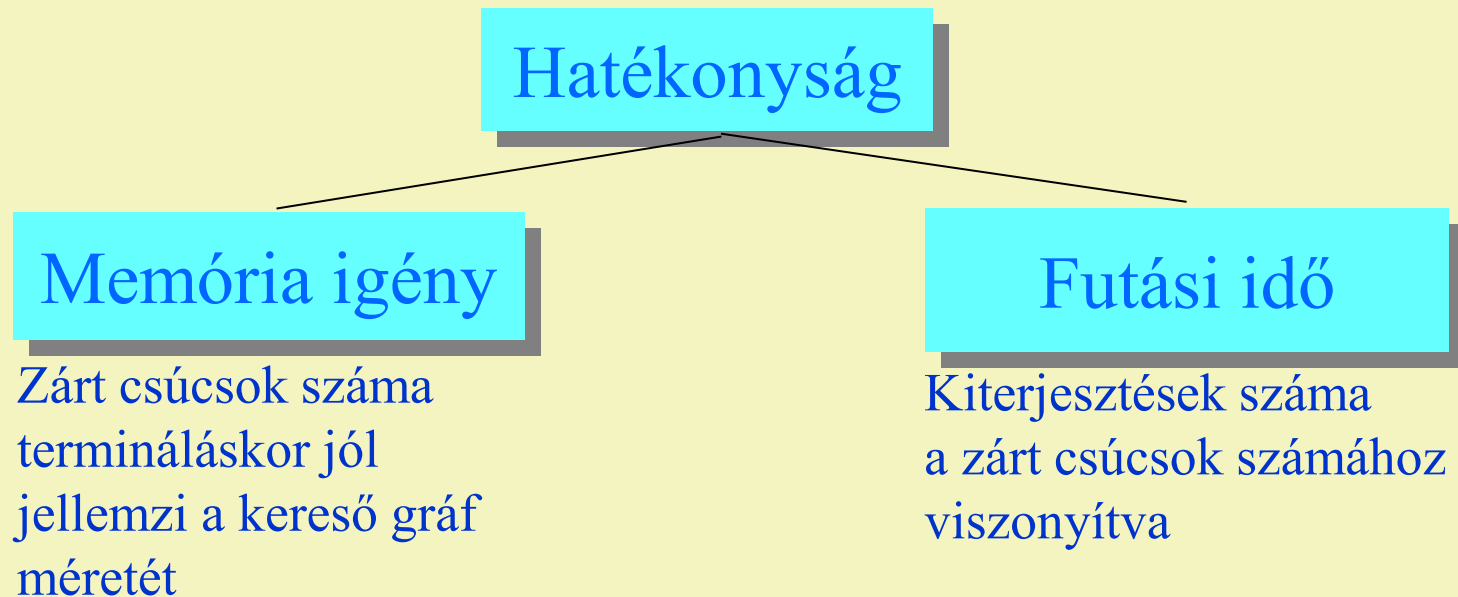 Hatékonyság
Memória igény
Zárt csúcsok száma
termináláskor jól
jellemzi a kereső gráf
méretét
Futási idő
Kiterjesztések száma
a zárt csúcsok számához
viszonyítva